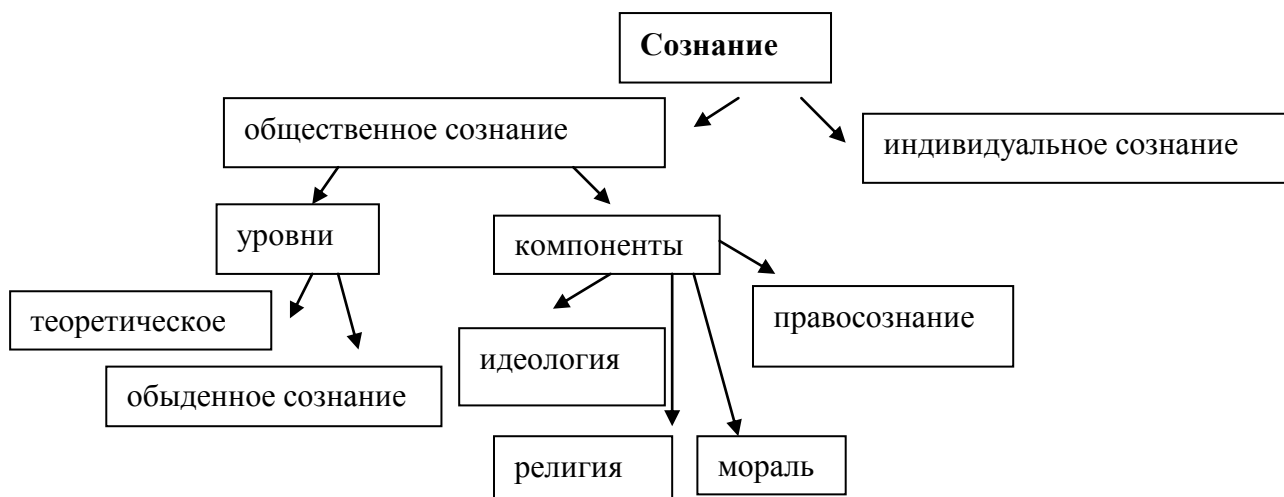 Сознание
общественное сознание
индивидуальное сознание
уровни
компоненты
теоретическое
правосознание
идеология
обыденное сознание
религия
мораль